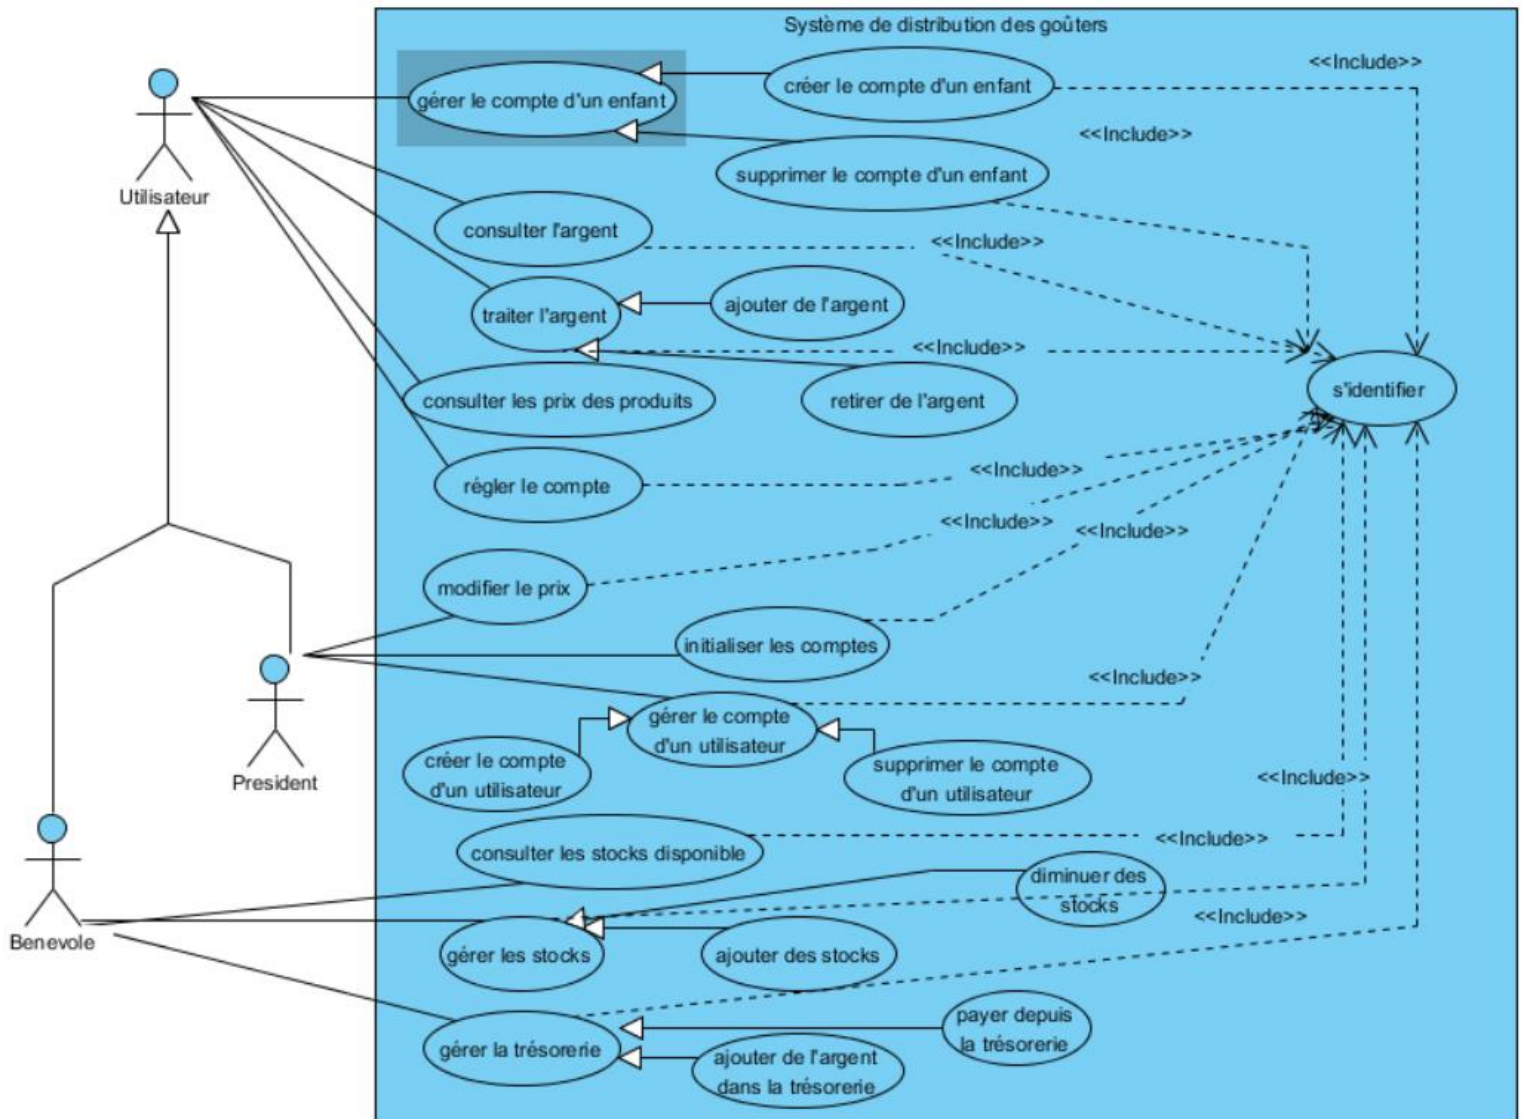 Système de distribution des goûters
<<Include>>
gérer le compte d'un enfant
créer le compte d'un enfant
<<Include>>
supprimer le compte d'un enfant
Utilisateur
consulter l'argent
<<Include>>
traiter l'argent
ajouter de l'argent
<<Include>>
s'identifier
consulter les prix des produits
retirer de l'argent
<<Include>>
régler le compte
<<Include>>
<<Include>>
modifier le prix
initialiser les comptes
<<Include>>
gérer le compte
d'un utilisateur
créer le compte
d'un utilisateur
supprimer le compte
d'un utilisateur
President
<<Include>>
<<Include>>
consulter les stocks disponible
diminuer des
stocks
<<Include>>
Benevole
gérer les stocks
ajouter des stocks
payer depuis
la trésorerie
gérer la trésorerie
ajouter de l'argent
dans la trésorerie